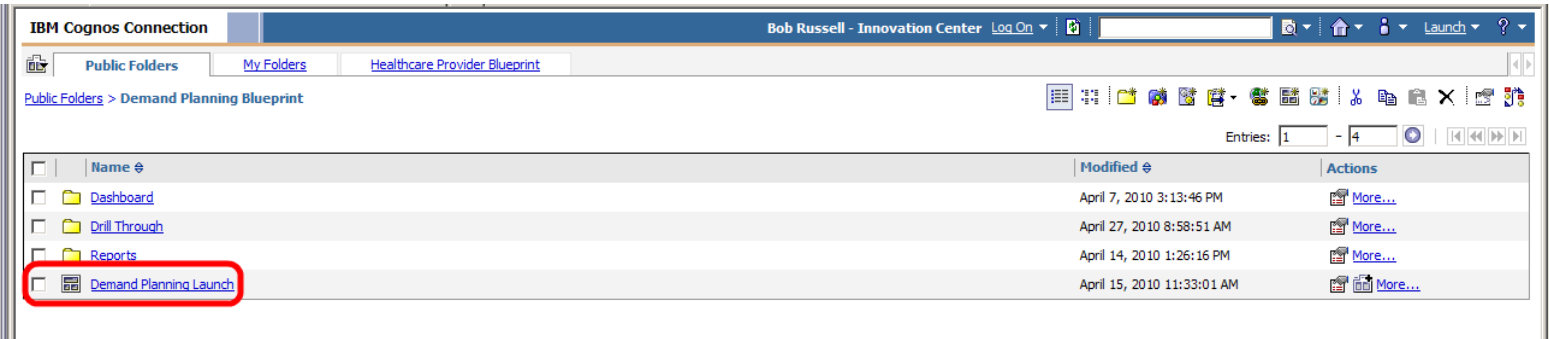 IBM Cognos Connection Bob Russell - Innovation Center Log On Launch ?
Public Folders My Folders Healthcare Provider Blueprint
Public Folders > Demand Planning Blueprint
Entries: 1 - 4
Name Modified Actions
Dashboard April 7, 2010 3:13:46 PM More...
Drill Through April 27, 2010 8:58:51 AM More...
Reports April 14, 2010 1:26:16 PM More...
Demand Planning Launch April 15, 2010 11:33:01 AM More...